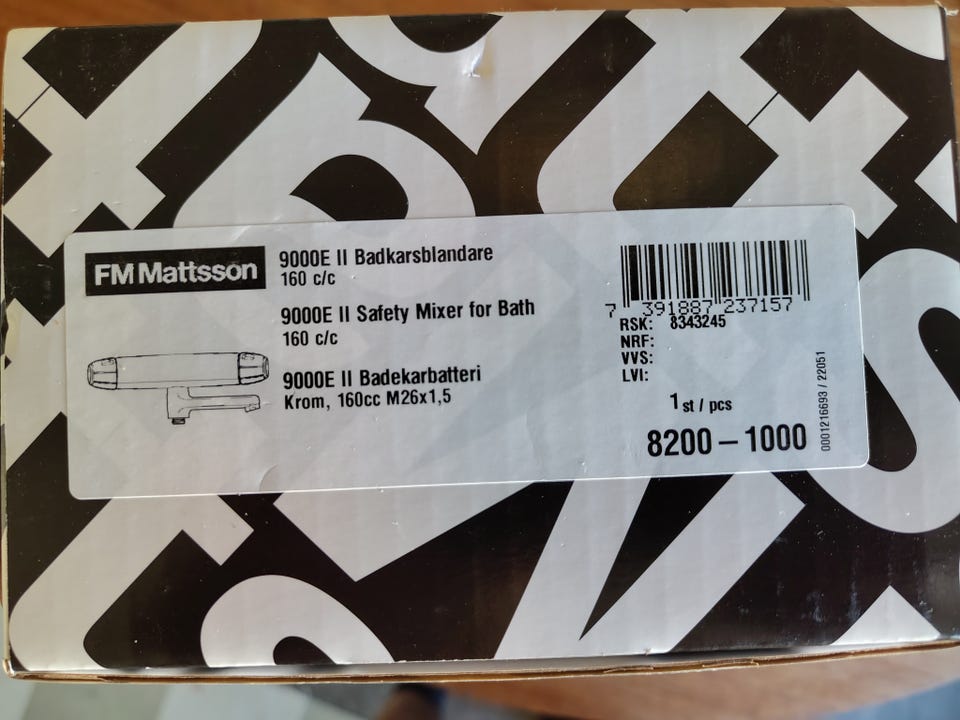 FM Mattsson
9000E II Badkarsblandare
160 c/c
9000E II Safety Mixer for Bath
160 c/c
9000E II Badekarbatteri
Krom, 160cc M26x1,5
7 391887 237157
RSK: 8343245
NRF:
VVS:
LVI:
1 st / pcs
8200-1000
0001216693 / 22051